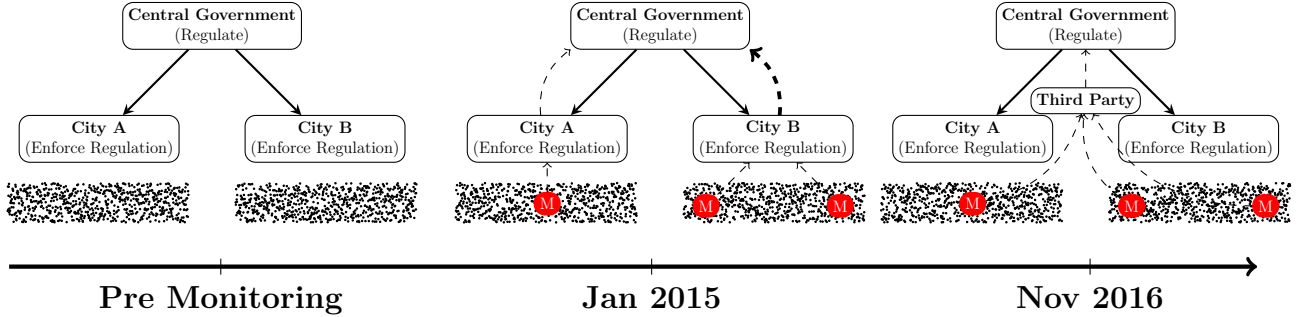 Central Government
(Regulate)
City A
(Enforce Regulation)
City B
(Enforce Regulation)
Pre Monitoring
Central Government
(Regulate)
City A
(Enforce Regulation)
City B
(Enforce Regulation)
M
M
M
Jan 2015
Central Government
(Regulate)
Third Party
City A
(Enforce Regulation)
City B
(Enforce Regulation)
M
M
M
Nov 2016